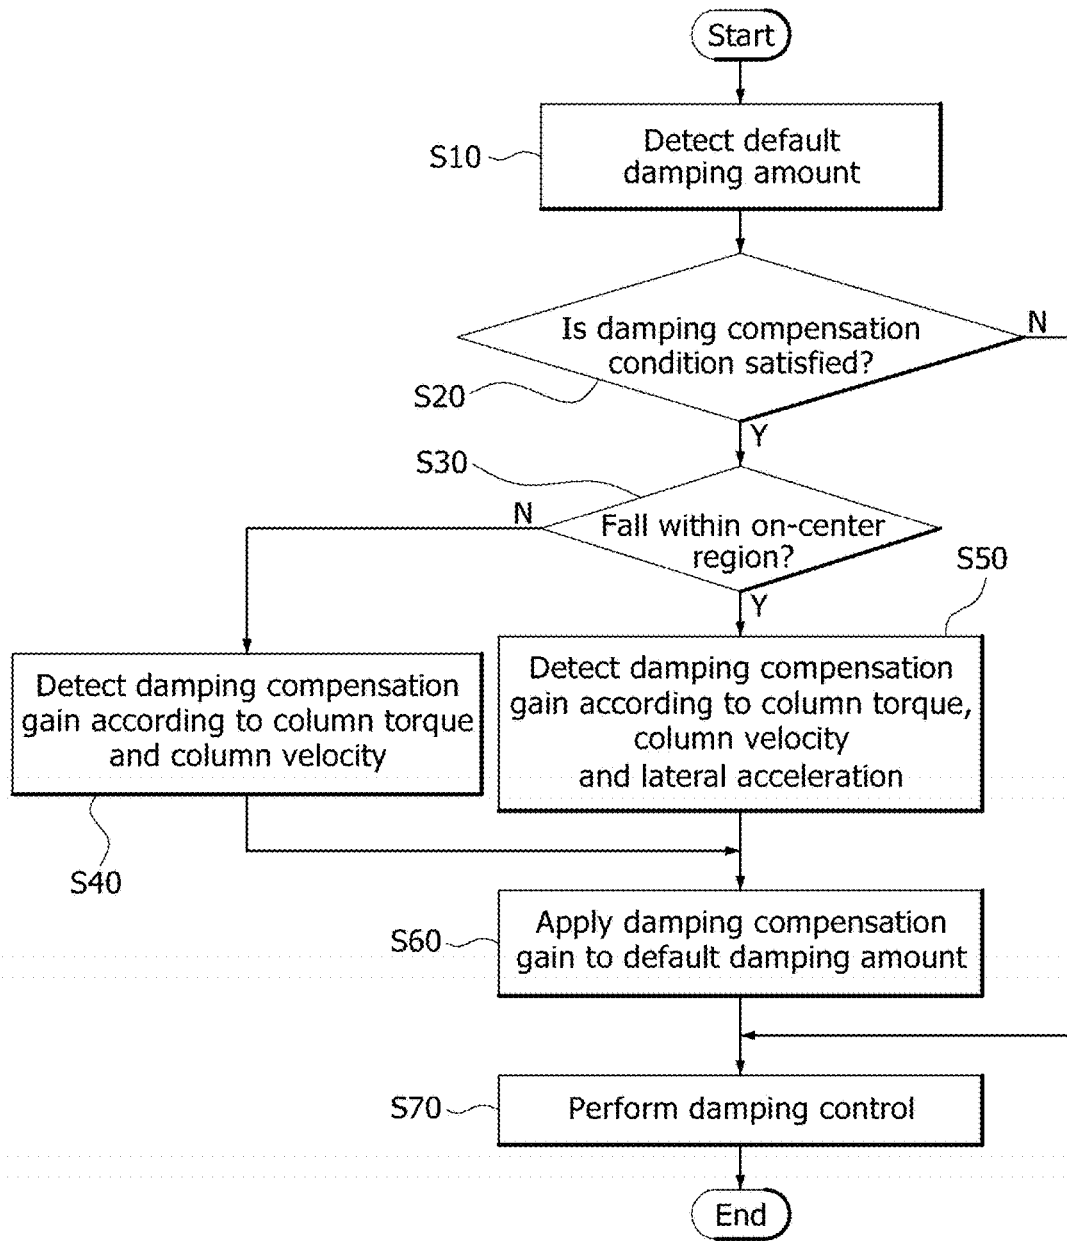 Start
S10
Detect default
damping amount
Is damping compensation
condition satisfied?
N
S20
Y
S30
N
Fall within on-center
region?
Y
S50
Detect damping compensation
gain according to column torque
and column velocity
S40
Detect damping compensation
gain according to column torque,
column velocity
and lateral acceleration
S60
Apply damping compensation
gain to default damping amount
S70
Perform damping control
End